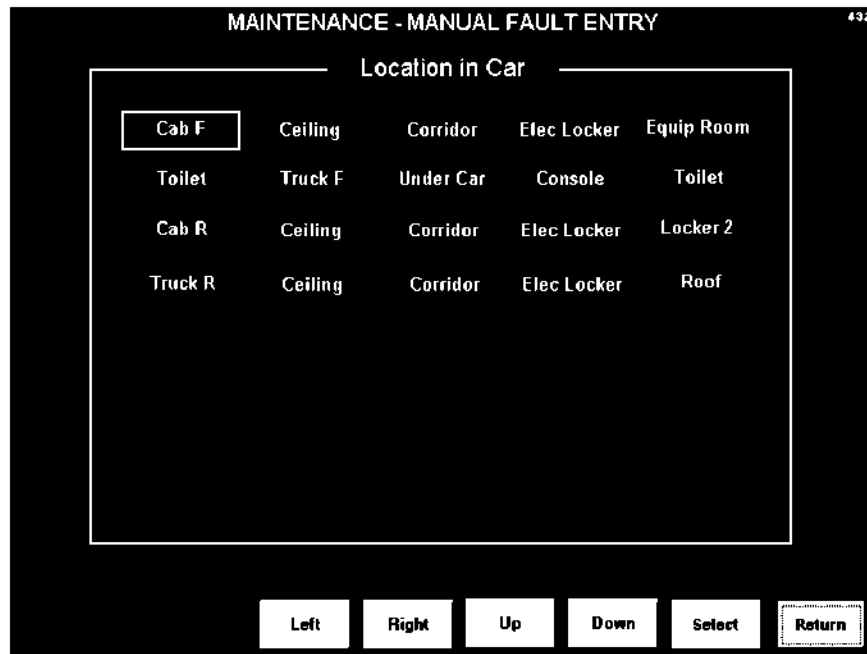 MAINTENANCE - MANUAL FAULT ENTRY
Location in Car
Cab F Ceiling Corridor Elec Locker Equip Room
Toilet Truck F Under Car Console Toilet
Cab R Ceiling Corridor Elec Locker Locker 2
Truck R Ceiling Corridor Elec Locker Roof
Left Right Up Down Select Return